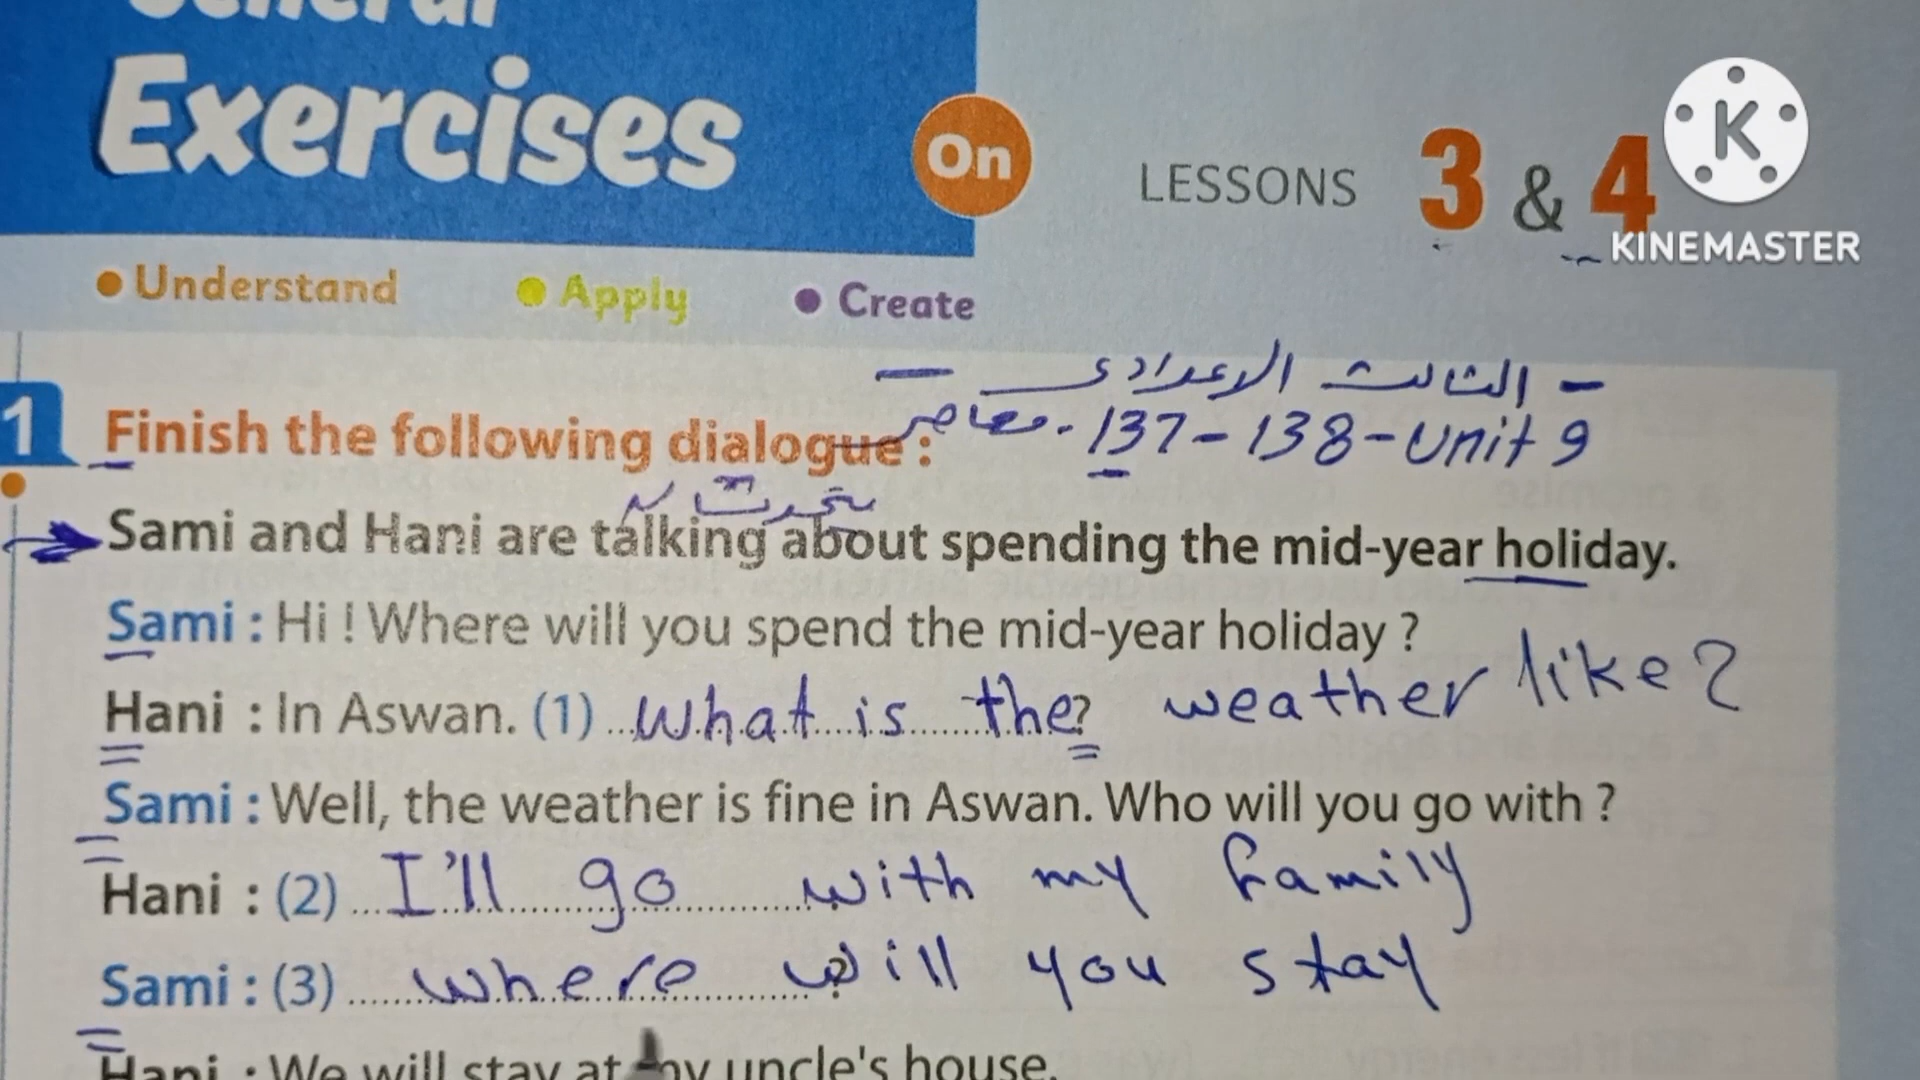 General
Exercises
On
LESSONS 3 & 4
K
KINEMASTER
Understand Apply Create
- الثالث الاعدادى -
1 Finish the following dialogue :
معاصر - 137 - 138 - Unit 9
يتحدث
Sami and Hani are talking about spending the mid-year holiday.
Sami : Hi ! Where will you spend the mid-year holiday ?
Hani : In Aswan. (1) What is the ? weather like?
Sami : Well, the weather is fine in Aswan. Who will you go with ?
Hani : (2) I'll go with my family
Sami : (3) where will you stay ?
Hani : We will stay at my uncle's house.